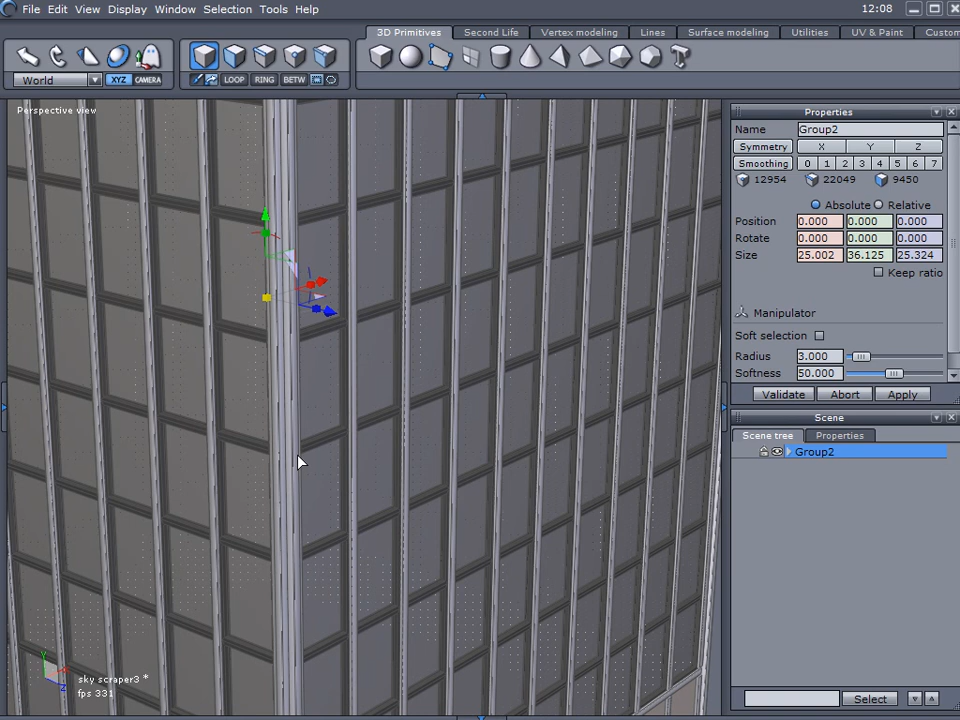 File Edit View Display Window Selection Tools Help 12:08
3D Primitives Second Life Vertex modeling Lines Surface modeling Utilities UV & Paint Custom
World XYZ CAMERA LOOP RING BETW
Perspective view
Properties
Name Group2
Symmetry X Y Z
Smoothing 0 1 2 3 4 5 6 7
12954 22049 9450
Absolute Relative
Position 0.000 0.000 0.000
Rotate 0.000 0.000 0.000
Size 25.002 36.125 25.324
Keep ratio
Manipulator
Soft selection
Radius 3.000
Softness 50.000
Validate Abort Apply
Scene
Scene tree Properties
Group2
Y
Z
sky scraper3 *
fps 331
Select